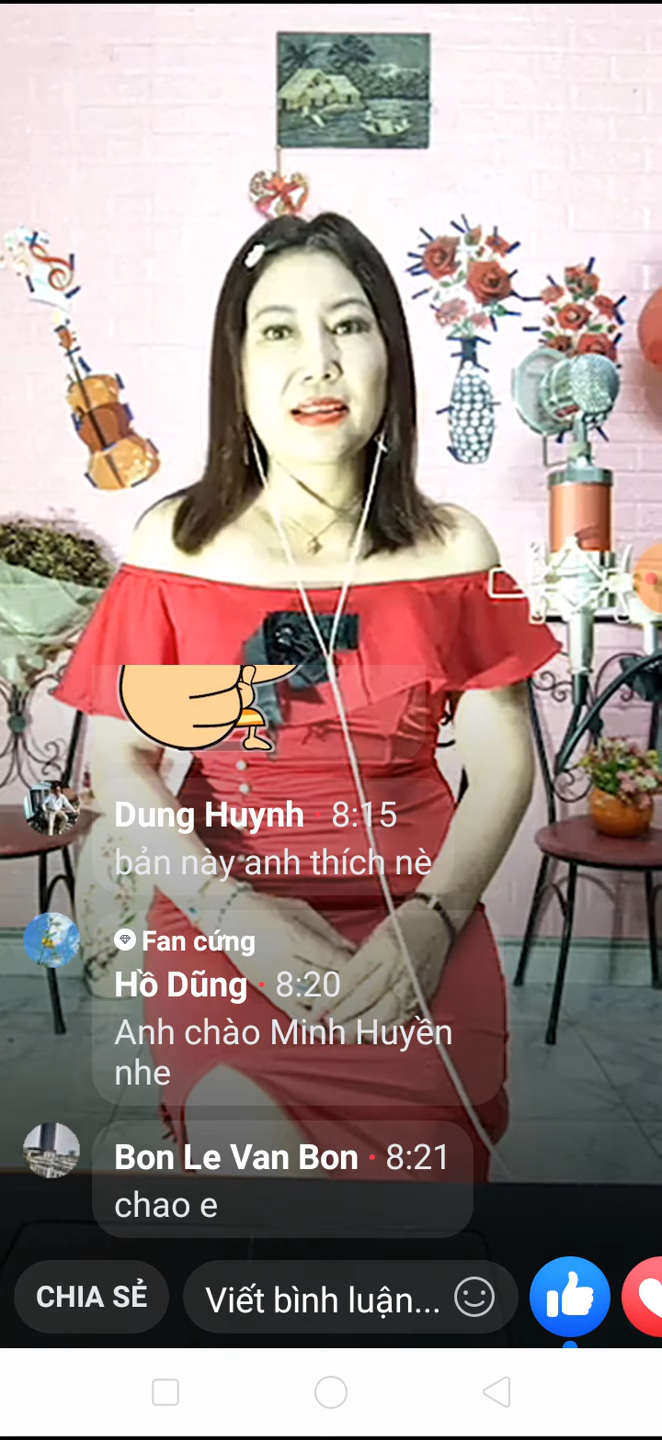 Dung Huynh • 8:15
bản này anh thích nè
Fan cứng
Hồ Dũng • 8:20
Anh chào Minh Huyền
nhe
Bon Le Van Bon • 8:21
chao e
CHIA SẺ
Viết bình luận...